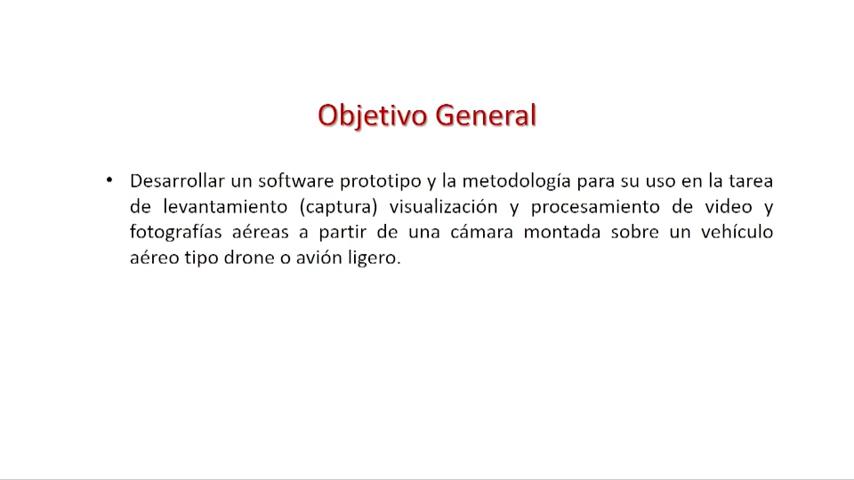 Objetivo General
• Desarrollar un software prototipo y la metodología para su uso en la tarea
de levantamiento (captura) visualización y procesamiento de video y
fotografías aéreas a partir de una cámara montada sobre un vehículo
aéreo tipo drone o avión ligero.